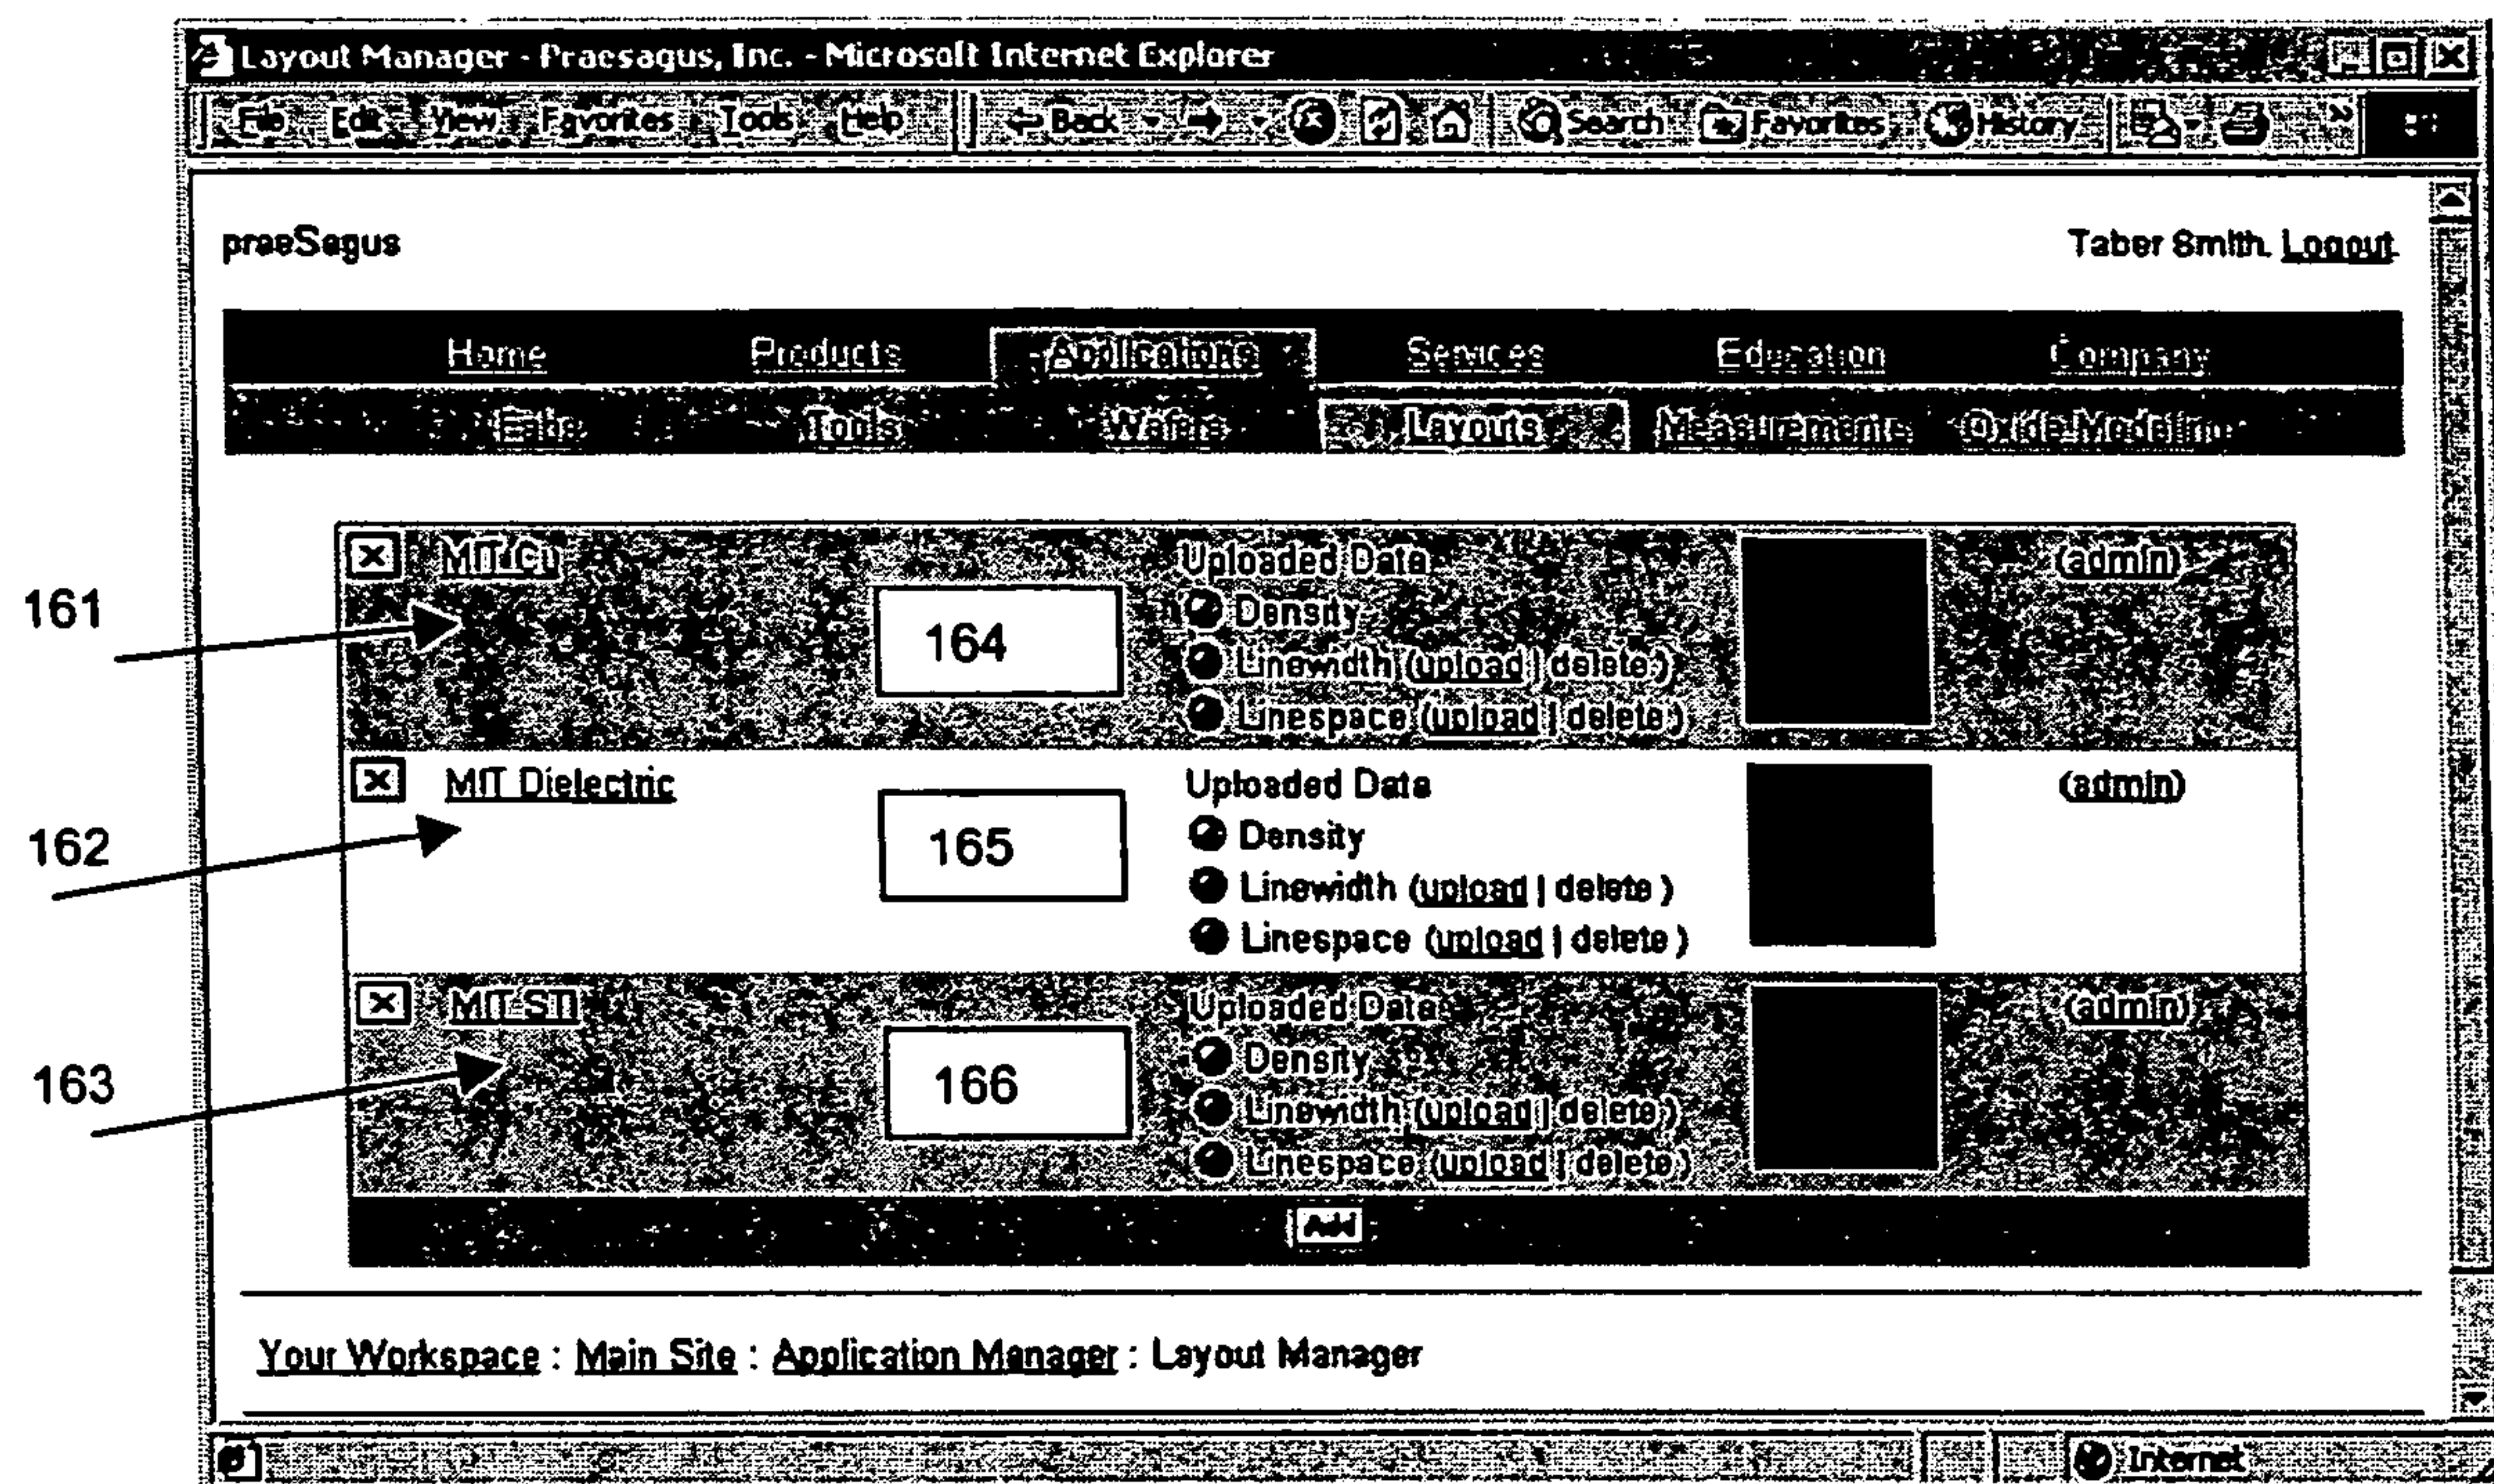 Layout Manager - Praesagus, Inc. - Microsoft Internet Explorer
File Edit View Favorites Tools Help Back Search Favorites History
praeSagus Taber Smith. Logout
Home Products Applications Services Education Company
Fabs Tools Wafers Layouts Measurements Oxide Modeling
MIT Cu Uploaded Data (admin)
161
164
Density
Linewidth (upload | delete)
Linespace (upload | delete)
MIT Dielectric Uploaded Data (admin)
162
165
Density
Linewidth (upload | delete)
Linespace (upload | delete)
MIT STI Uploaded Data (admin)
163
166
Density
Linewidth (upload | delete)
Linespace (upload | delete)
Add
Your Workspace : Main Site : Application Manager : Layout Manager
Internet